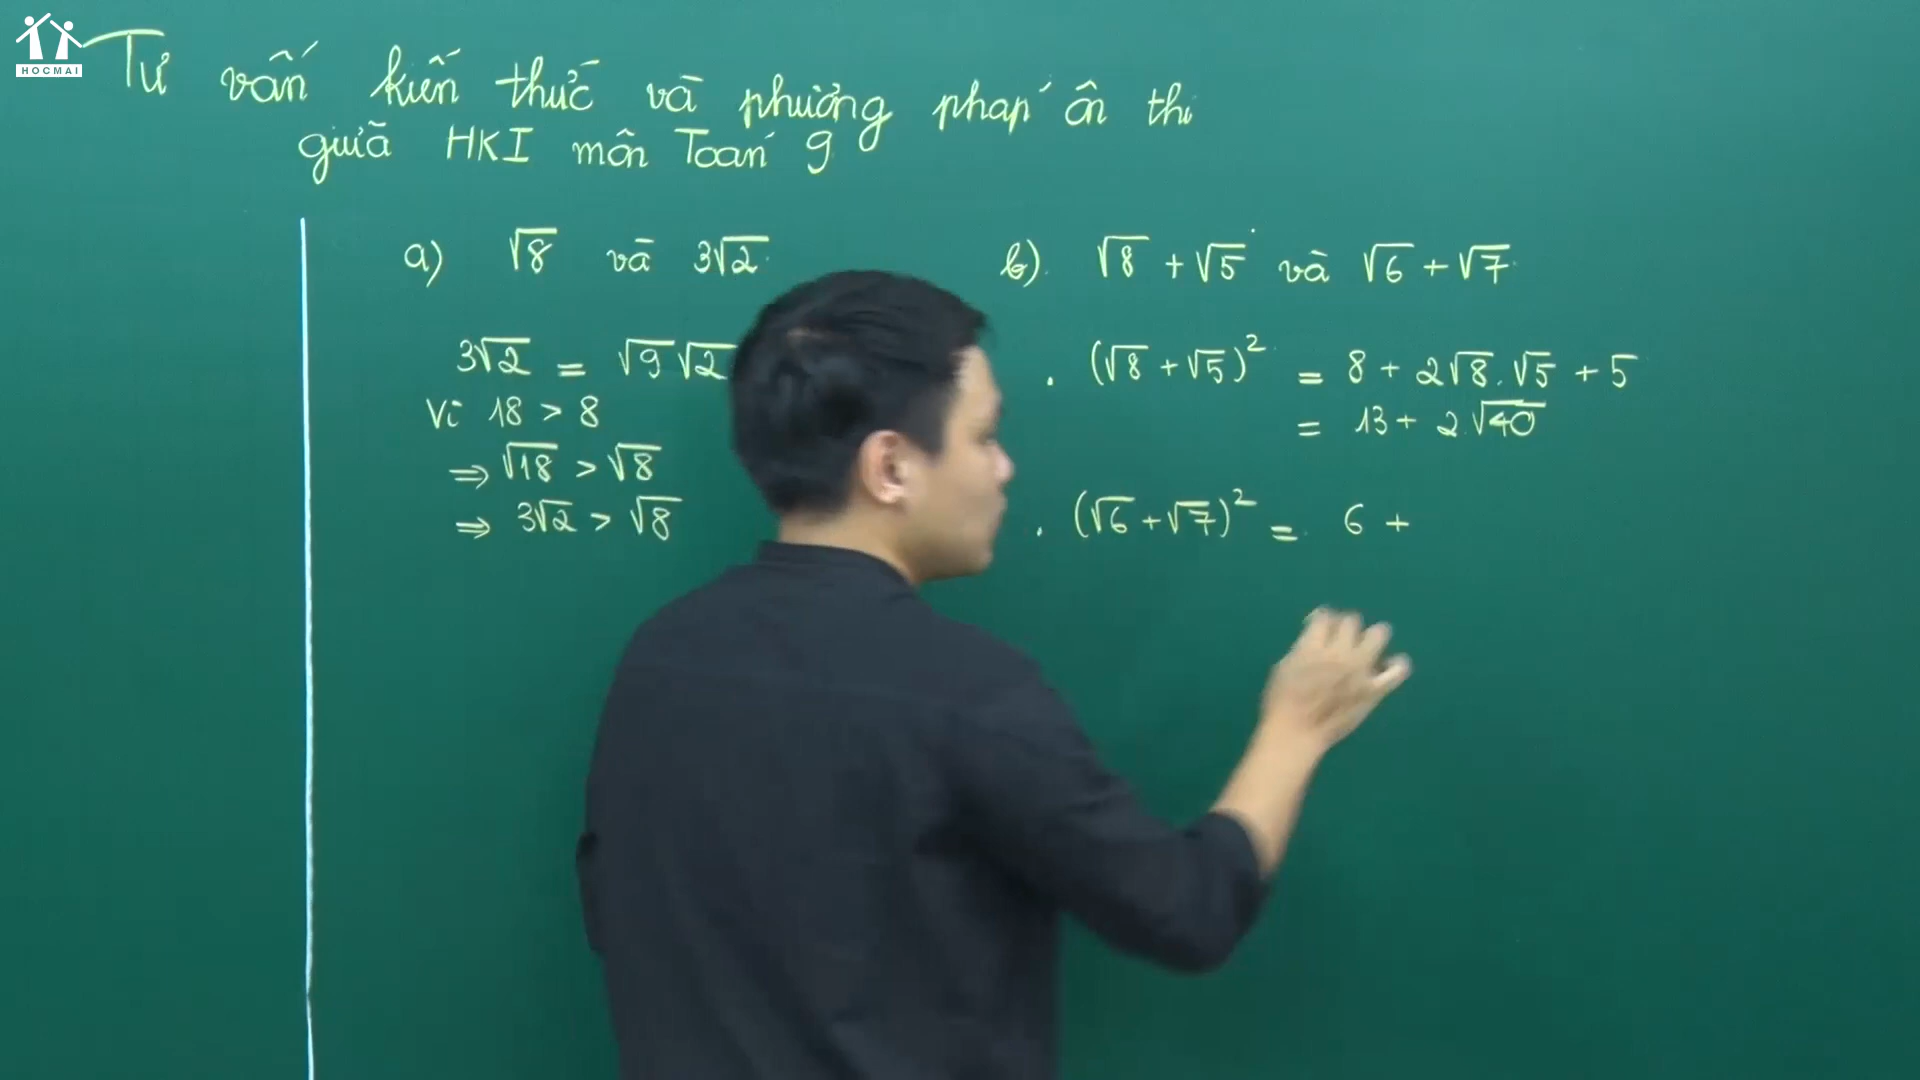 HOCMAI
Tư vấn kiến thức và phương pháp ôn thi
giữa HKI môn Toán 9
a) √8 và 3√2
3√2 = √9√2
Vì 18 > 8
⇒ √18 > √8
⇒ 3√2 > √8
b) √8 + √5 và √6 + √7
. (√8 + √5)² = 8 + 2√8.√5 + 5
= 13 + 2.√40
. (√6 + √7)² = 6 +